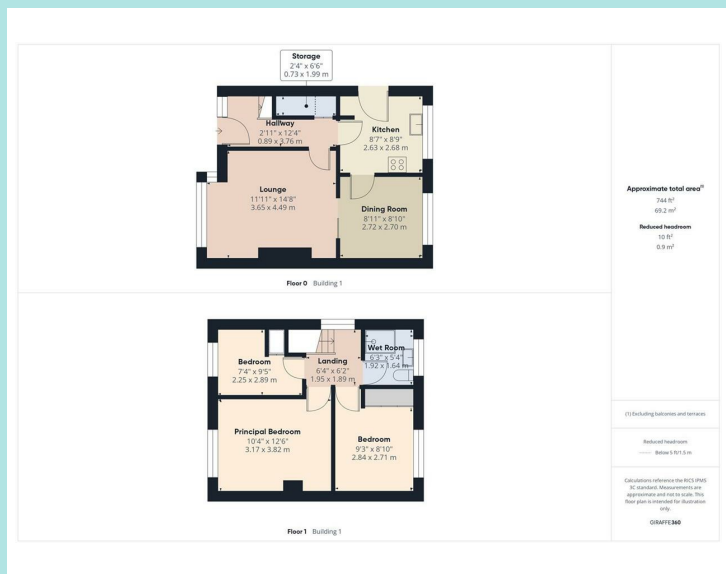 Storage
2'4" x 6'6"
0.73 x 1.99 m
Hallway
2'11" x 12'4"
0.89 x 3.76 m
Kitchen
8'7" x 8'9"
2.63 x 2.68 m
Lounge
11'11" x 14'8"
3.65 x 4.49 m
Dining Room
8'11" x 8'10"
2.72 x 2.70 m
Floor 0 Building 1
Bedroom
7'4" x 9'5"
2.25 x 2.89 m
Landing
6'4" x 6'2"
1.95 x 1.89 m
Wet Room
6'3" x 5'4"
1.92 x 1.64 m
Principal Bedroom
10'4" x 12'6"
3.17 x 3.82 m
Bedroom
9'3" x 8'10"
2.84 x 2.71 m
Floor 1 Building 1
Approximate total area(1)
744 ft²
69.2 m²
Reduced headroom
10 ft²
0.9 m²
(1) Excluding balconies and terraces
Reduced headroom
Below 5 ft/1.5 m
Calculations reference the RICS IPMS
3C standard. Measurements are
approximate and not to scale. This
floor plan is intended for illustration
only.
GIRAFFE360